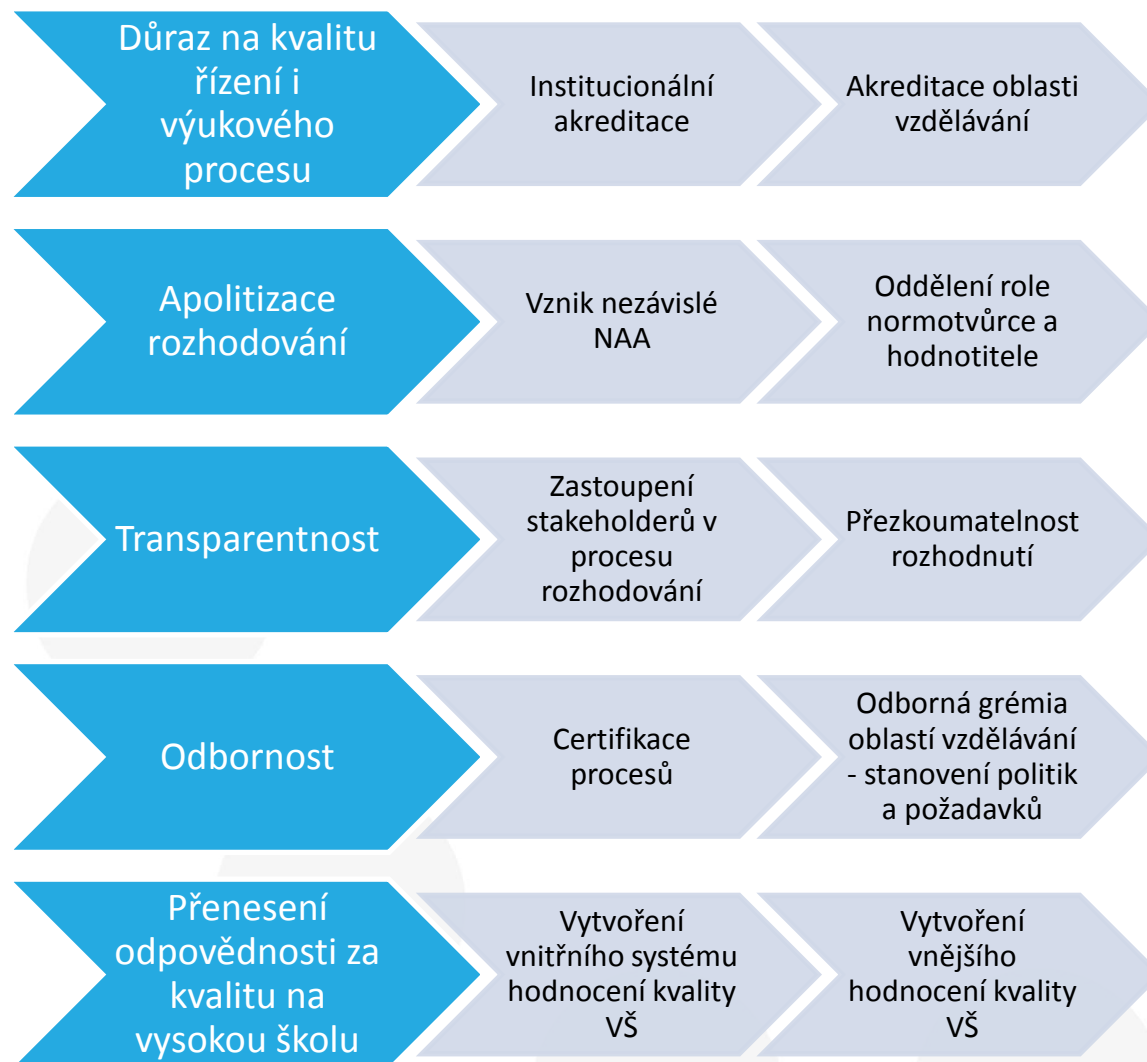 Důraz na kvalitu
řízení i
výukového
procesu
Institucionální
akreditace
Akreditace oblasti
vzdělávání
Apolitizace
rozhodování
Vznik nezávislé
NAA
Oddělení role
normotvůrce a
hodnotitele
Transparentnost
Zastoupení
stakeholderů v
procesu
rozhodování
Přezkoumatelnost
rozhodnutí
Odbornost
Certifikace
procesů
Odborná grémia
oblastí vzdělávání
- stanovení politik
a požadavků
Přenesení
odpovědnosti za
kvalitu na
vysokou školu
Vytvoření
vnitřního systému
hodnocení kvality
VŠ
Vytvoření
vnějšího
hodnocení kvality
VŠ